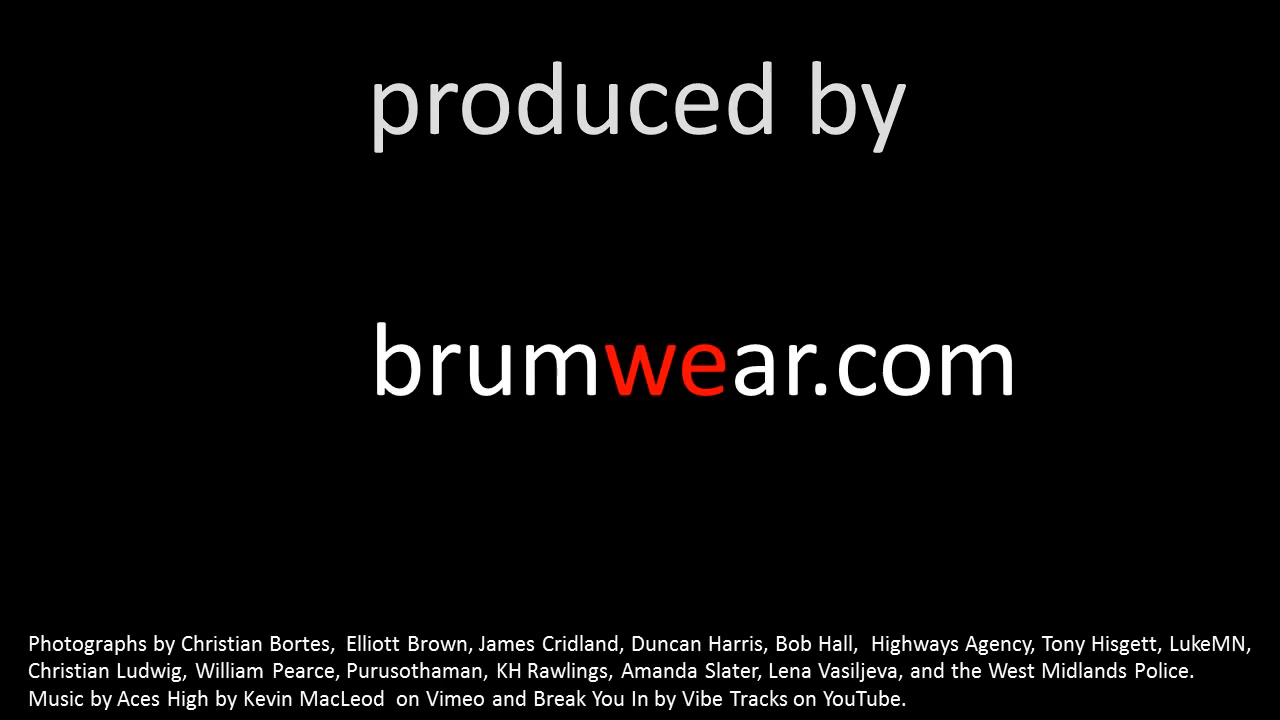 produced by
brumwear.com
Photographs by Christian Bortes, Elliott Brown, James Cridland, Duncan Harris, Bob Hall, Highways Agency, Tony Hisgett, LukeMN,
Christian Ludwig, William Pearce, Purusothaman, KH Rawlings, Amanda Slater, Lena Vasiljeva, and the West Midlands Police.
Music by Aces High by Kevin MacLeod on Vimeo and Break You In by Vibe Tracks on YouTube.